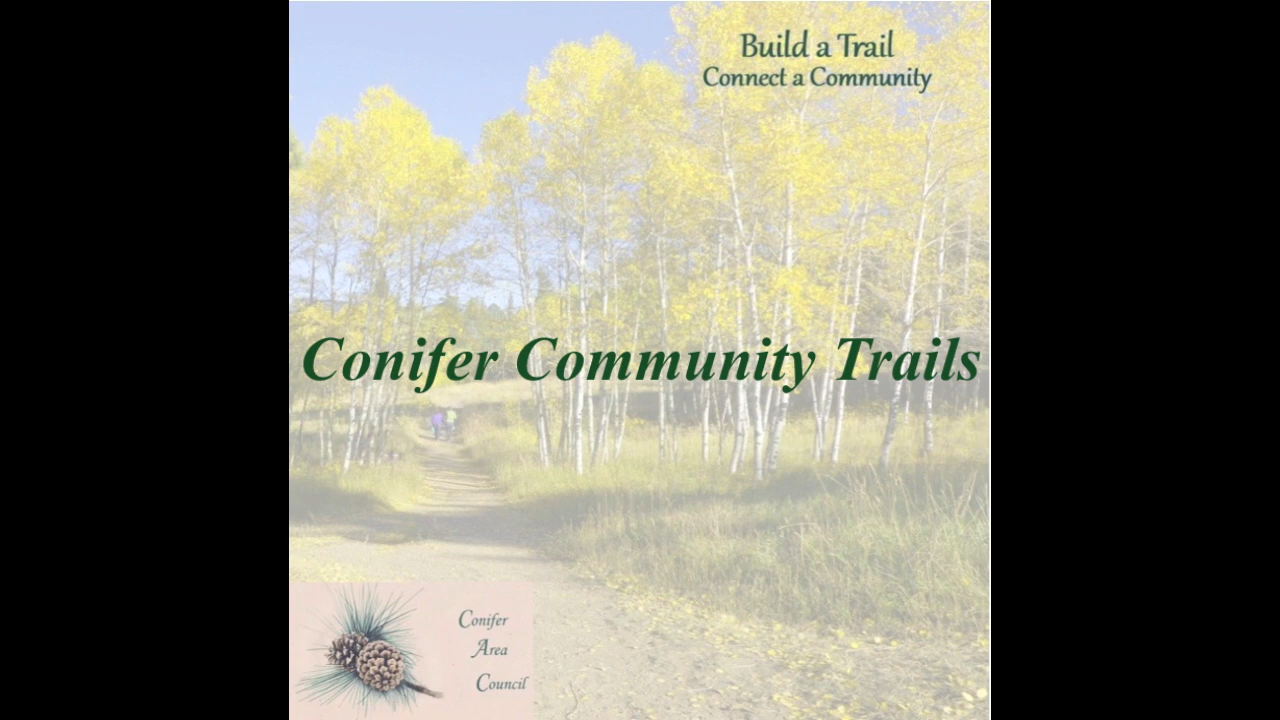 Build a Trail
Connect a Community
Conifer Community Trails
Conifer
Area
Council